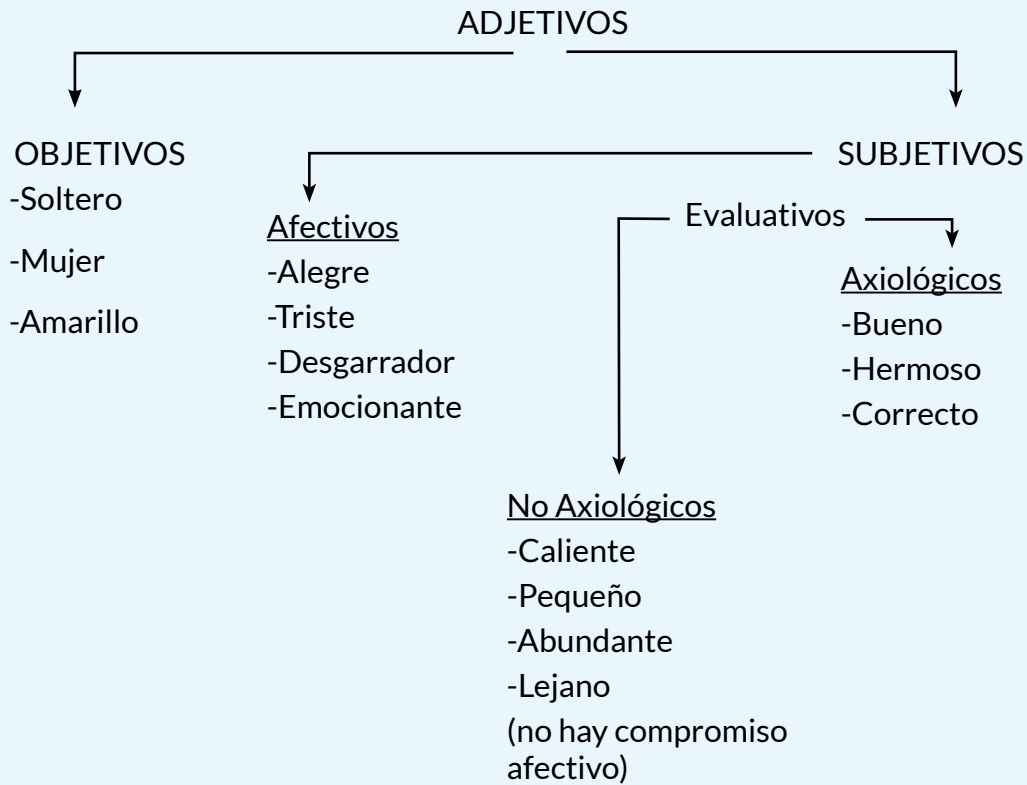 ADJETIVOS
OBJETIVOS
-Soltero
-Mujer
-Amarillo
SUBJETIVOS
Afectivos
-Alegre
-Triste
-Desgarrador
-Emocionante
Evaluativos
Axiológicos
-Bueno
-Hermoso
-Correcto
No Axiológicos
-Caliente
-Pequeño
-Abundante
-Lejano
(no hay compromiso
afectivo)